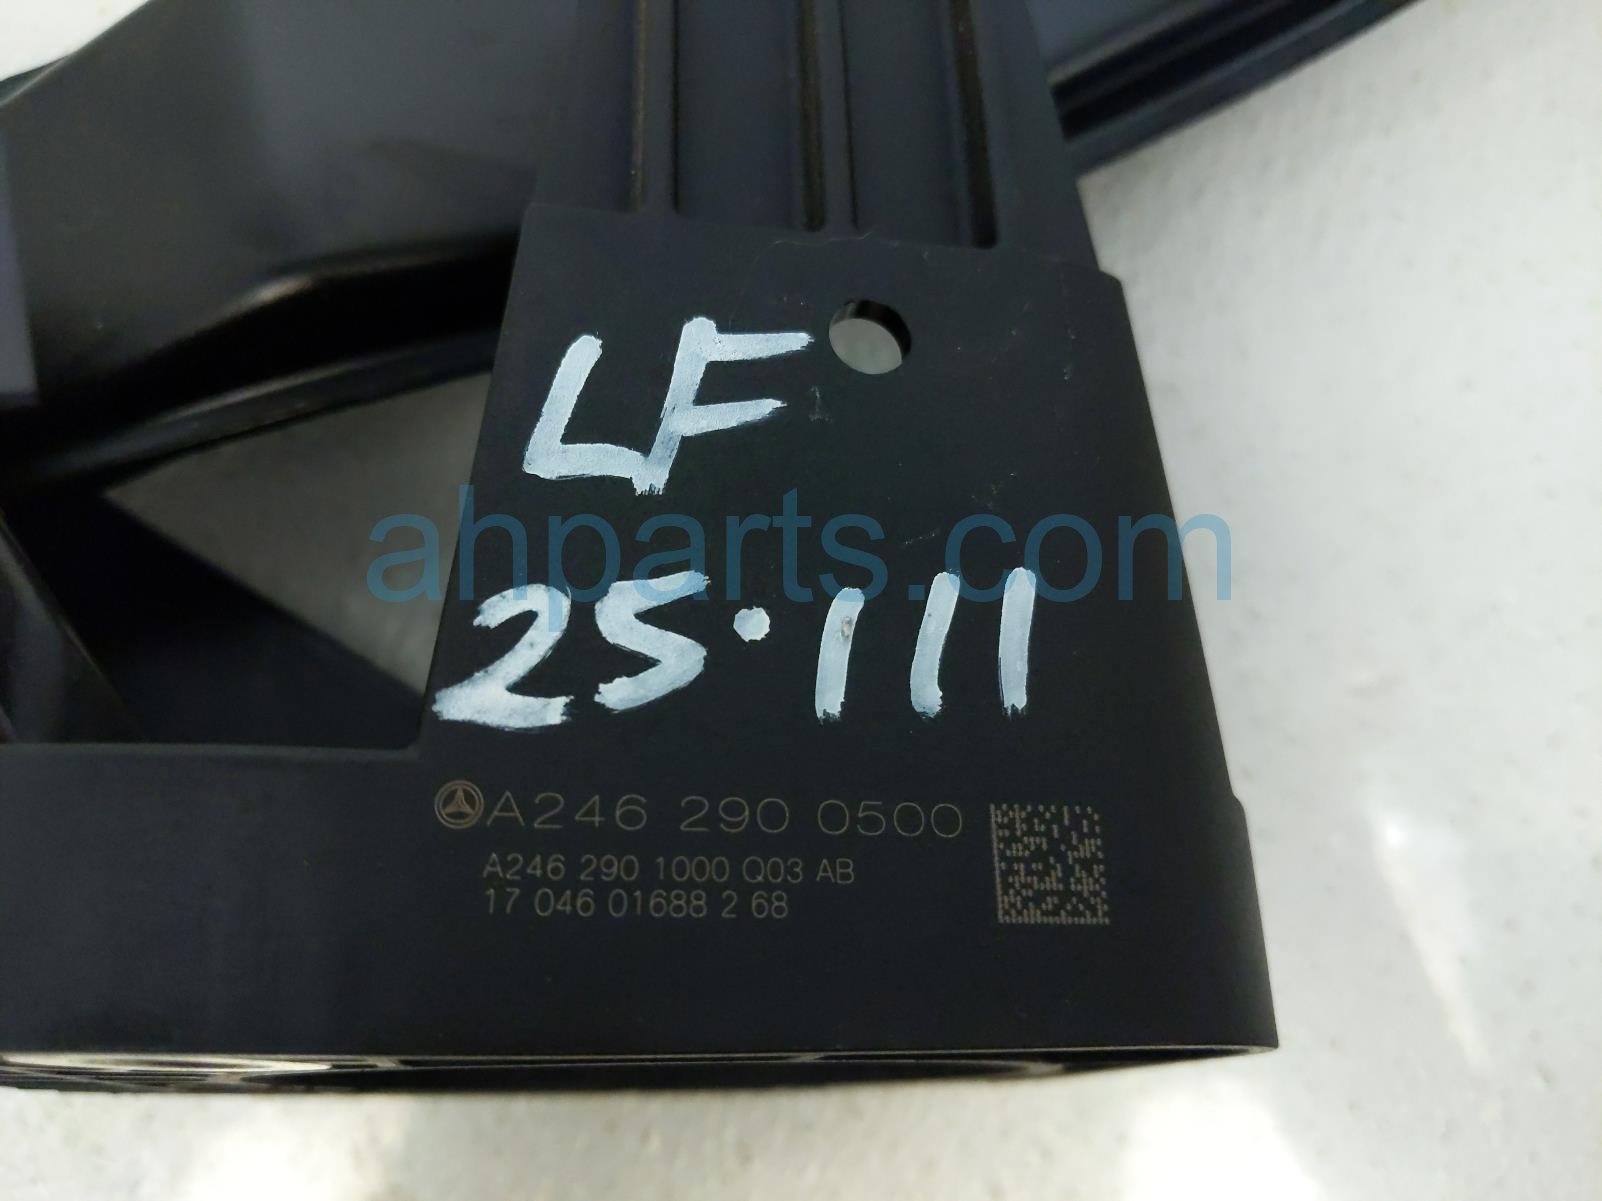 LF
ahparts.com
25.111
A246 290 0500
A246 290 1000 Q03 AB
17 046 01688 2 68